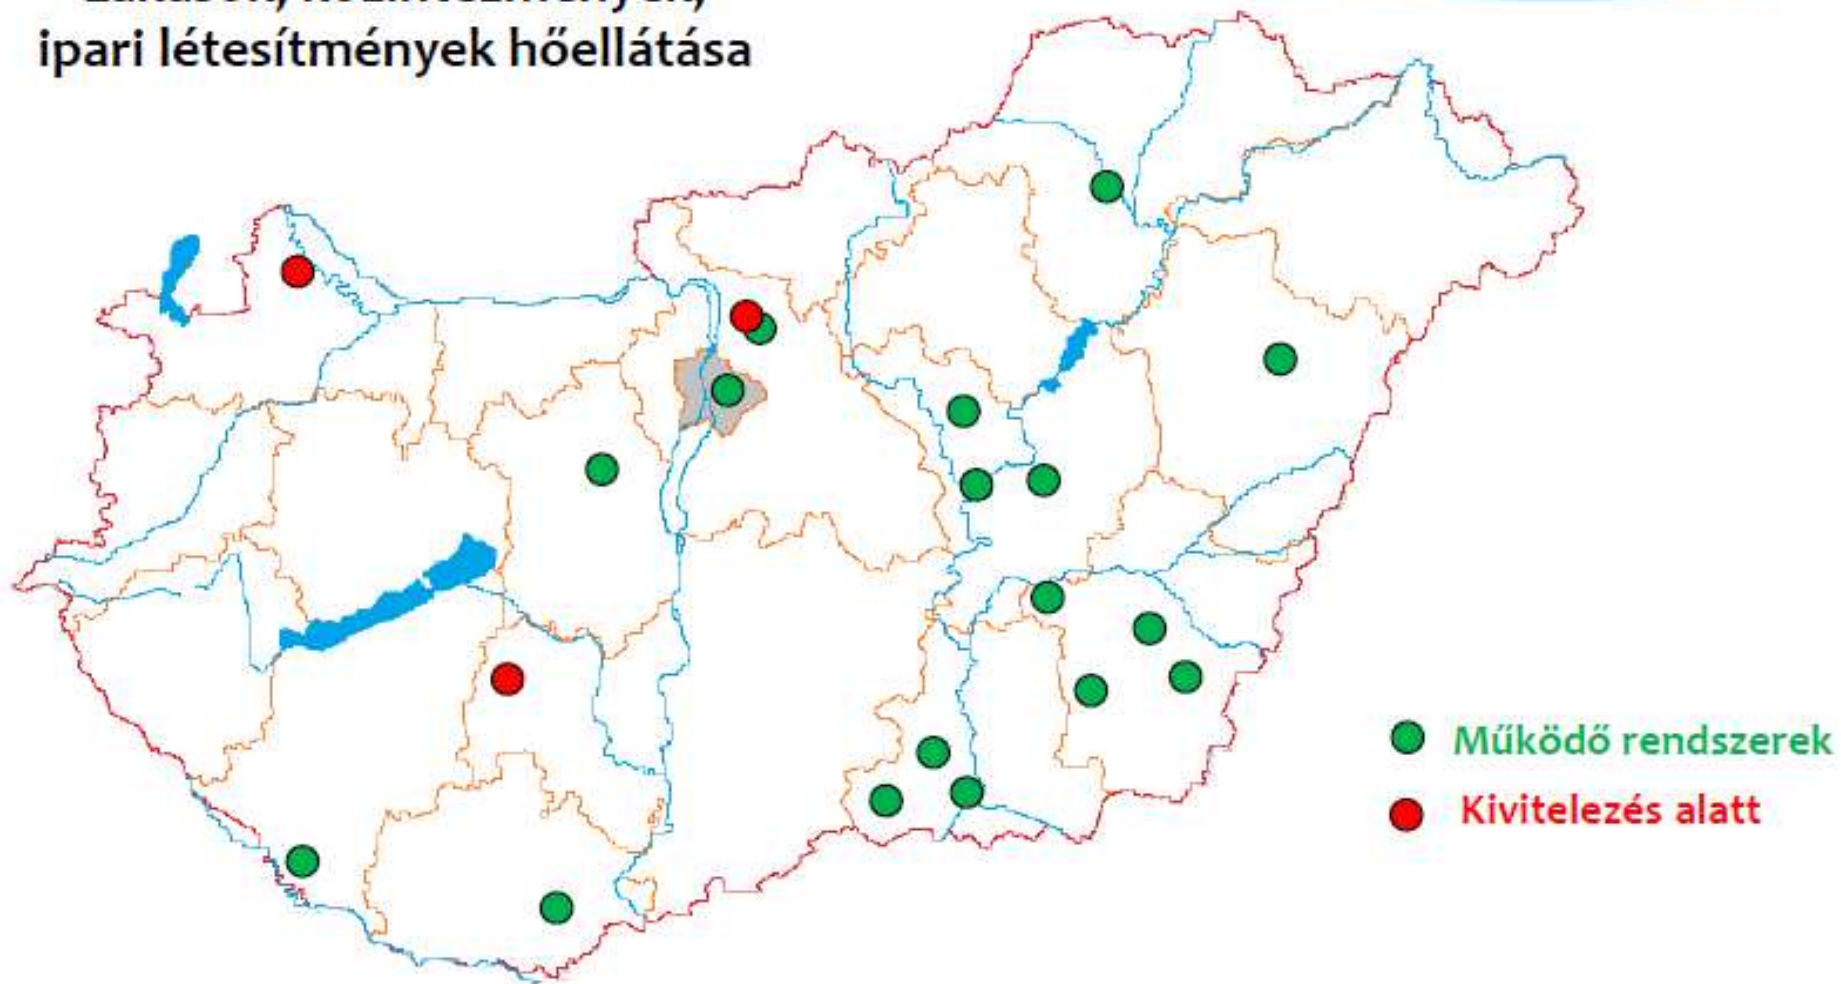 ipari létesítmények hőellátása
Működő rendszerek
Kivitelezés alatt